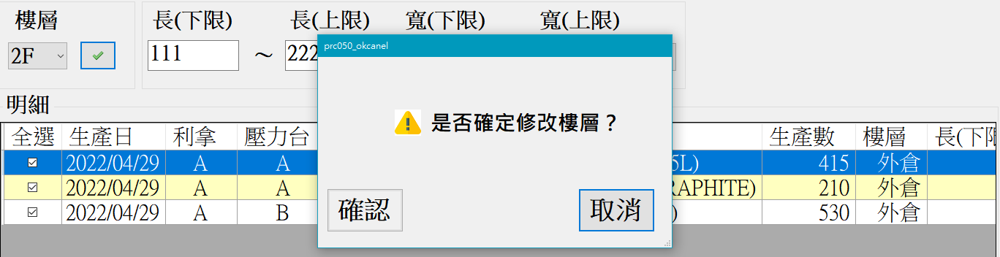 樓層 長(下限) 長(上限) 寬(下限) 寬(上限)
2F 111 ～ 222
prc050_okcanel
是否確定修改樓層？
確認 取消
明細
全選 生產日 利拿 壓力台 生產數 樓層 長(下限
2022/04/29 A A 5L) 415 外倉
2022/04/29 A A RAPHITE) 210 外倉
2022/04/29 A B ) 530 外倉